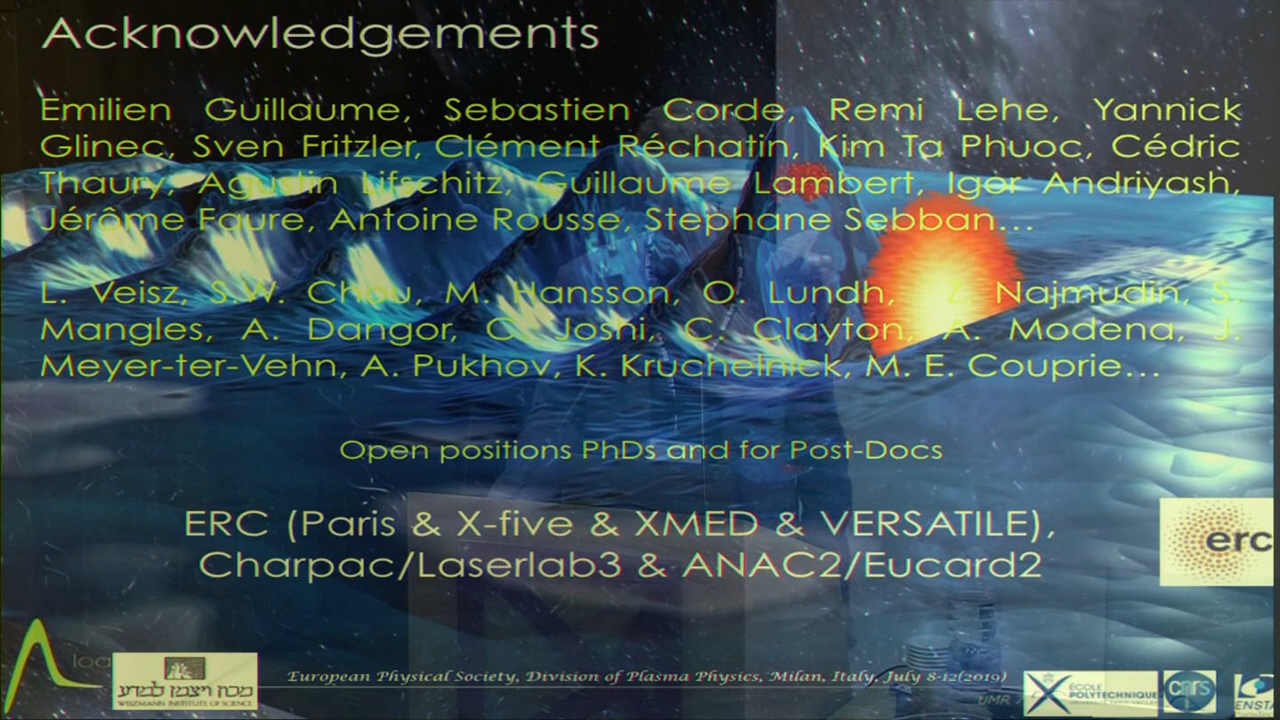 Acknowledgements
Emilien Guillaume, Sebastien Corde, Remi Lehe, Yannick
Glinec, Sven Fritzler, Clément Réchatin, Kim Ta Phuoc, Cédric
Thaury, Agustin Lifschitz, Guillaume Lambert, Igor Andriyash,
Jérôme Faure, Antoine Rousse, Stephane Sebban…
L. Veisz, S.W. Chou, M. Hansson, O. Lundh, Z. Najmudin, S.
Mangles, A. Dangor, C. Joshi, C. Clayton, A. Modena, J.
Meyer-ter-Vehn, A. Pukhov, K. Kruchelnick, M. E. Couprie…
Open positions PhDs and for Post-Docs
ERC (Paris & X-five & XMED & VERSATILE),
Charpac/Laserlab3 & ANAC2/Eucard2
erc
loa
מכון ויצמן למדע
WEIZMANN INSTITUTE OF SCIENCE
European Physical Society, Division of Plasma Physics, Milan, Italy, July 8-12(2019)
UMR
ÉCOLE
POLYTECHNIQUE
cnrs
ENSTA